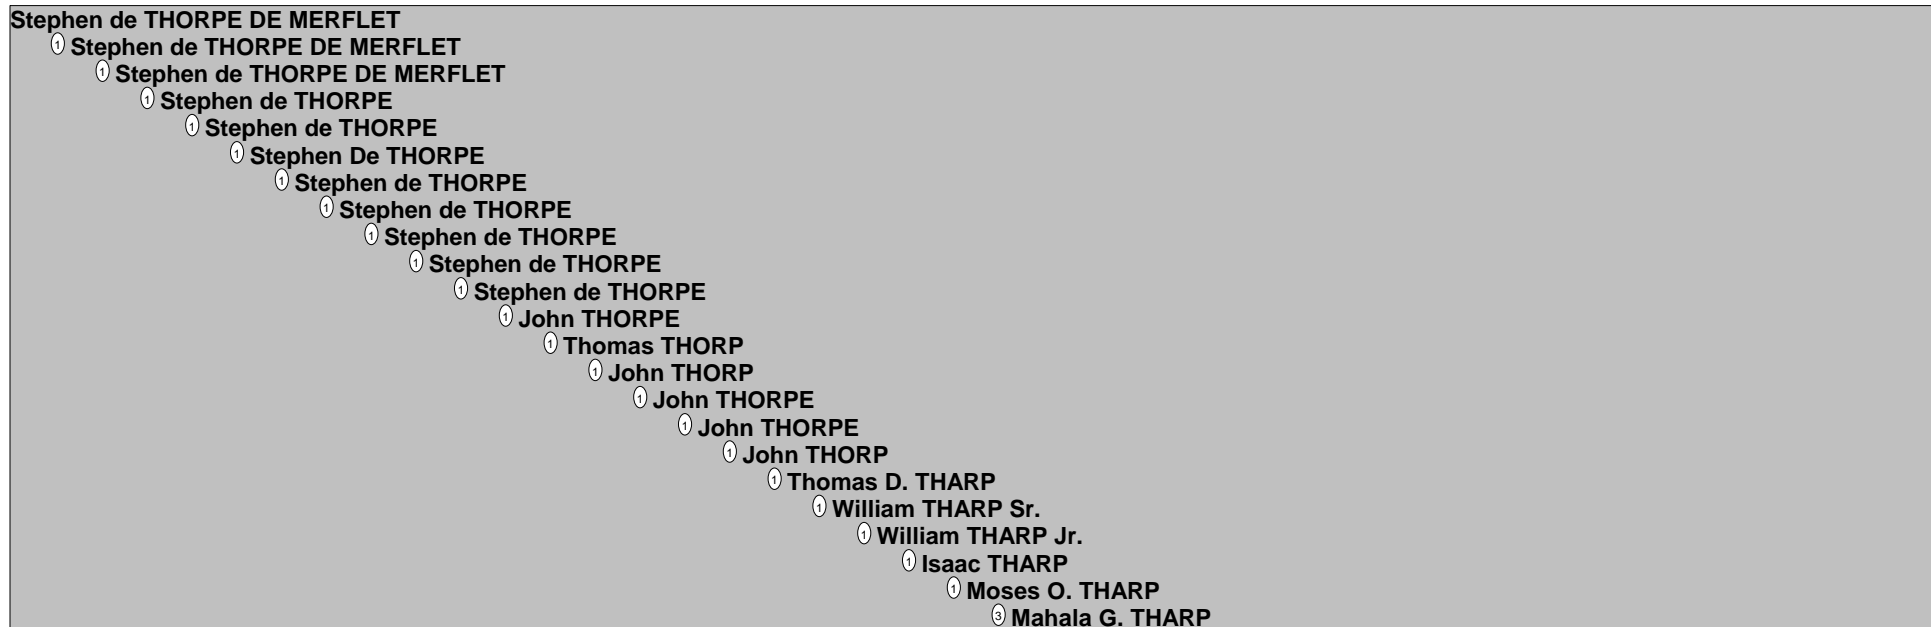 Stephen de THORPE DE MERFLET
1 Stephen de THORPE DE MERFLET
1 Stephen de THORPE DE MERFLET
1 Stephen de THORPE
1 Stephen de THORPE
1 Stephen De THORPE
1 Stephen de THORPE
1 Stephen de THORPE
1 Stephen de THORPE
1 Stephen de THORPE
1 Stephen de THORPE
1 John THORPE
1 Thomas THORP
1 John THORP
1 John THORPE
1 John THORPE
1 John THORP
1 Thomas D. THARP
1 William THARP Sr.
1 William THARP Jr.
1 Isaac THARP
1 Moses O. THARP
3 Mahala G. THARP